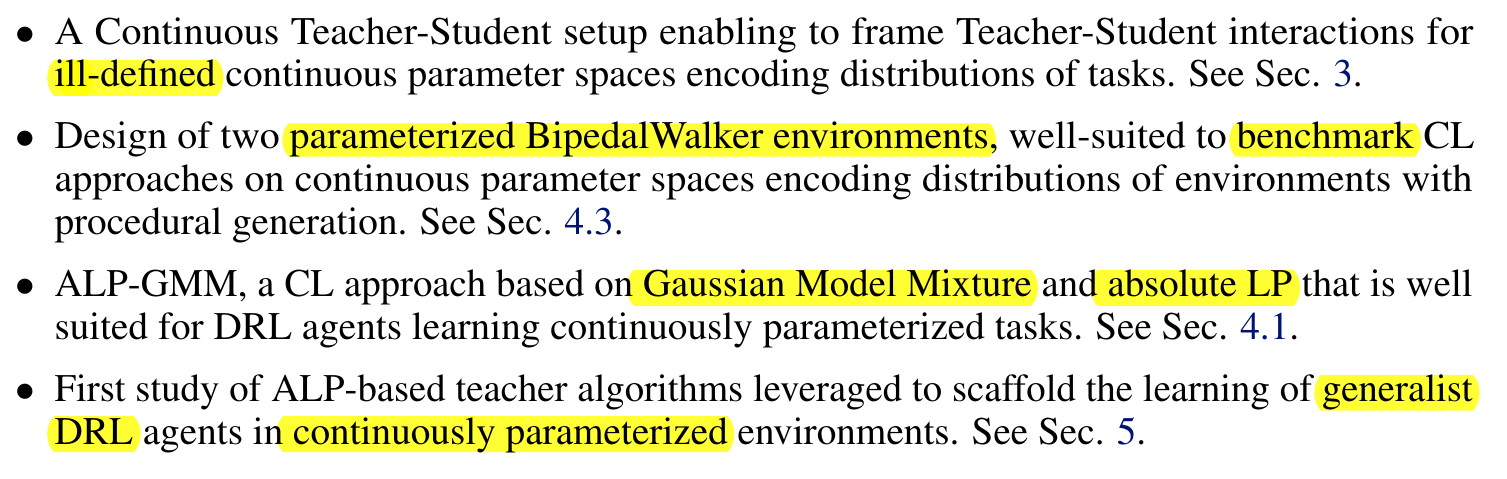 • A Continuous Teacher-Student setup enabling to frame Teacher-Student interactions for
ill-defined continuous parameter spaces encoding distributions of tasks. See Sec. 3.
• Design of two parameterized BipedalWalker environments, well-suited to benchmark CL
approaches on continuous parameter spaces encoding distributions of environments with
procedural generation. See Sec. 4.3.
• ALP-GMM, a CL approach based on Gaussian Model Mixture and absolute LP that is well
suited for DRL agents learning continuously parameterized tasks. See Sec. 4.1.
• First study of ALP-based teacher algorithms leveraged to scaffold the learning of generalist
DRL agents in continuously parameterized environments. See Sec. 5.